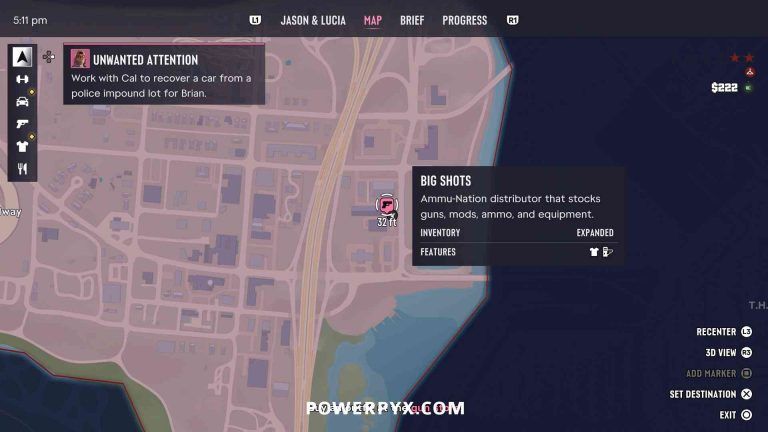 5:11 pm
L1 JASON & LUCIA MAP BRIEF PROGRESS R1
UNWANTED ATTENTION
Work with Cal to recover a car from a
police impound lot for Brian.
$222
BIG SHOTS
Ammu-Nation distributor that stocks
guns, mods, ammo, and equipment.
INVENTORY EXPANDED
FEATURES
32 ft
way
T.H.
RECENTER L3
3D VIEW R3
ADD MARKER
SET DESTINATION
EXIT
POWERPYX.COM